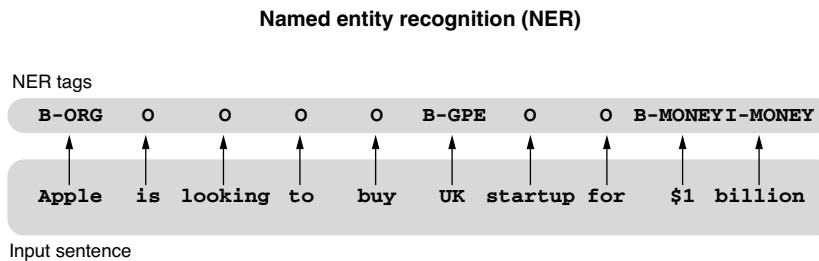 Named entity recognition (NER)
NER tags
B-ORG O O O O B-GPE O O B-MONEY I-MONEY
Apple is looking to buy UK startup for $1 billion
Input sentence